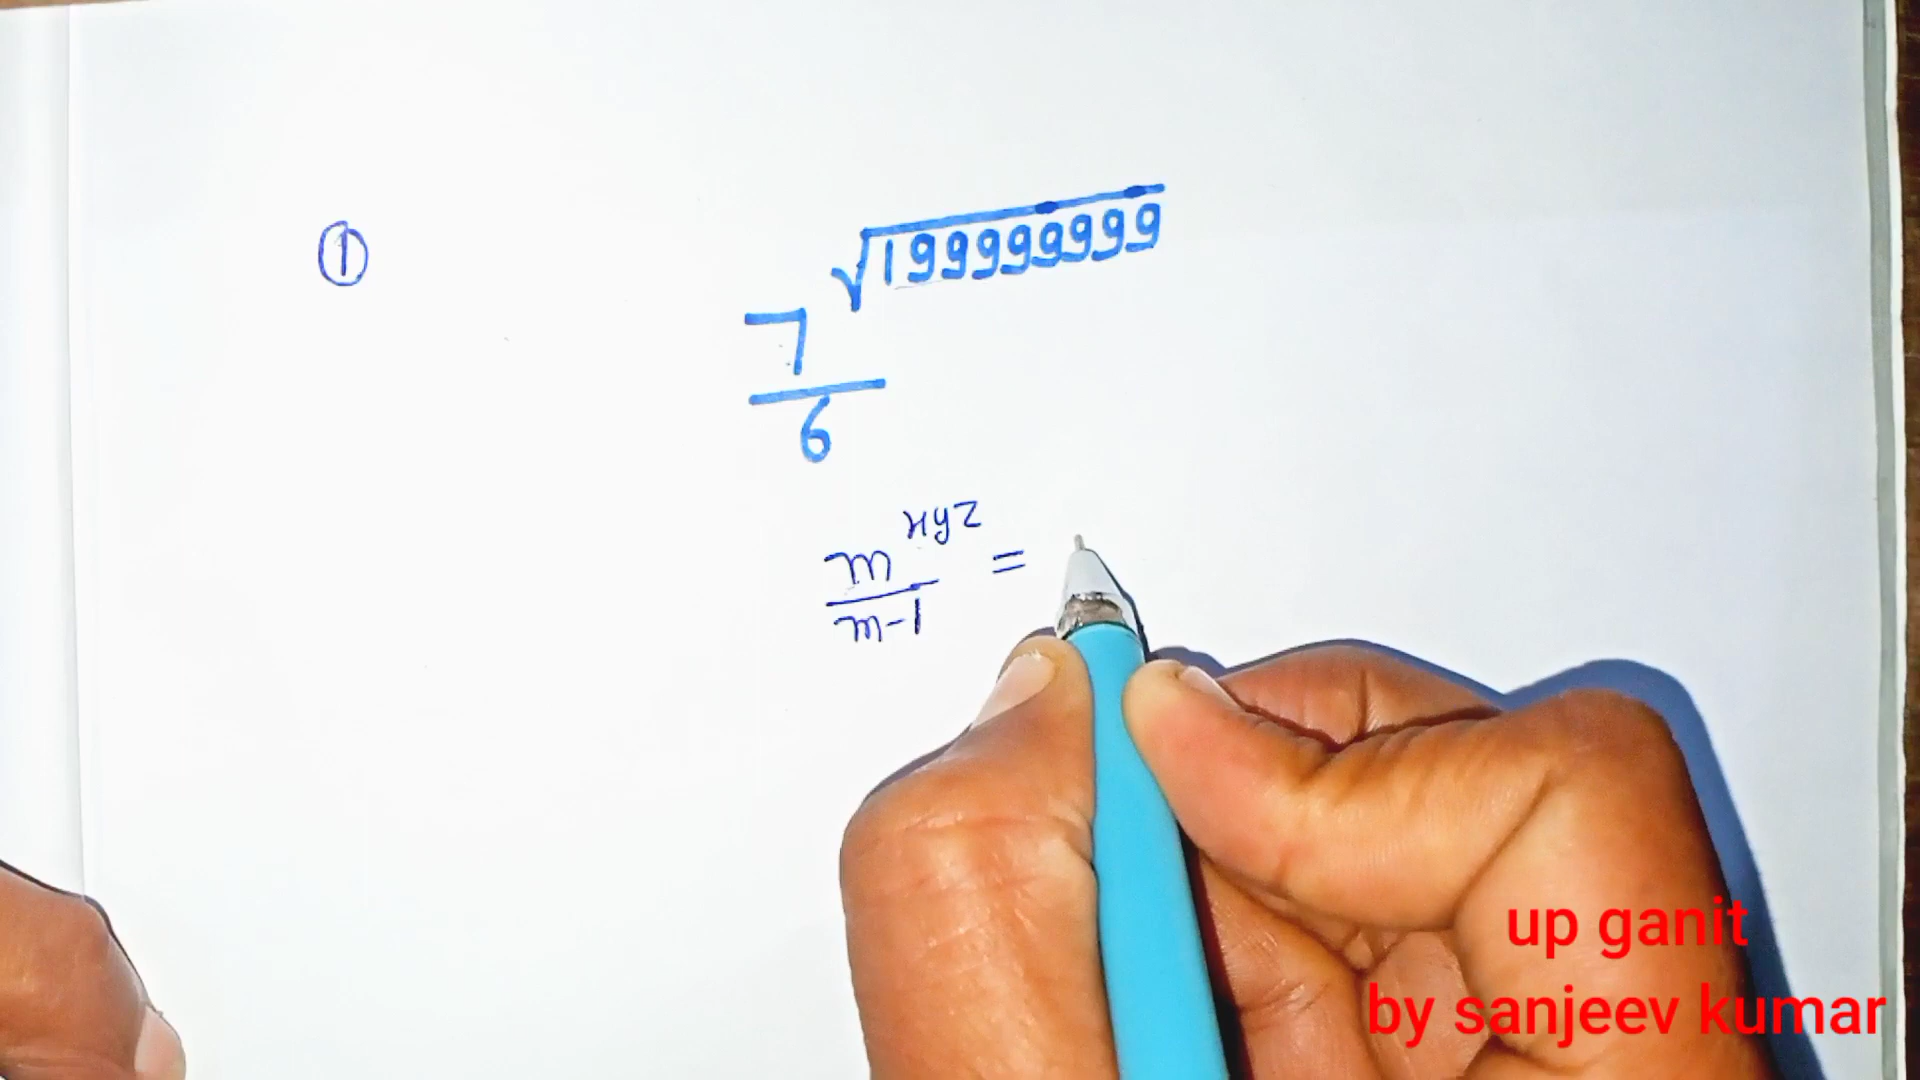 ① √199999999
7
6
xyz
m =
m-1
up ganit
by sanjeev kumar